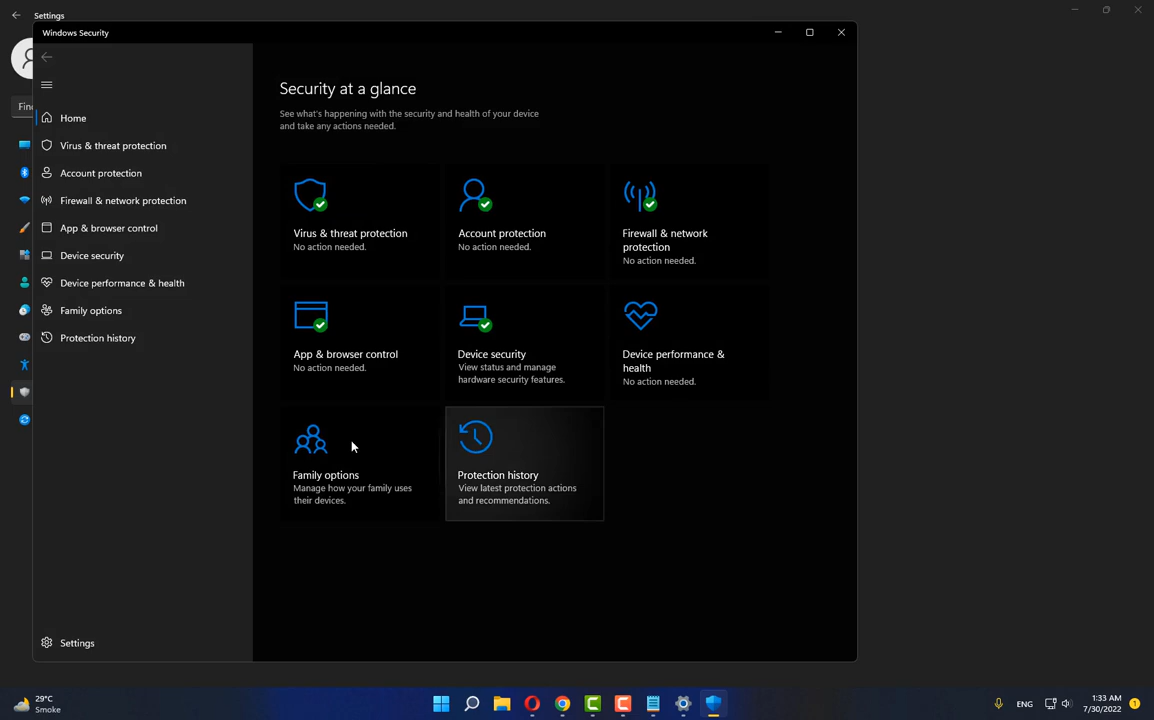 Settings
Windows Security
Fin
Home
Virus & threat protection
Account protection
Firewall & network protection
App & browser control
Device security
Device performance & health
Family options
Protection history
Settings
Security at a glance
See what's happening with the security and health of your device
and take any actions needed.
Virus & threat protection
No action needed.
Account protection
No action needed.
Firewall & network
protection
No action needed.
App & browser control
No action needed.
Device security
View status and manage
hardware security features.
Device performance &
health
No action needed.
Family options
Manage how your family uses
their devices.
Protection history
View latest protection actions
and recommendations.
29°C
Smoke
ENG
1:33 AM
7/30/2022
1